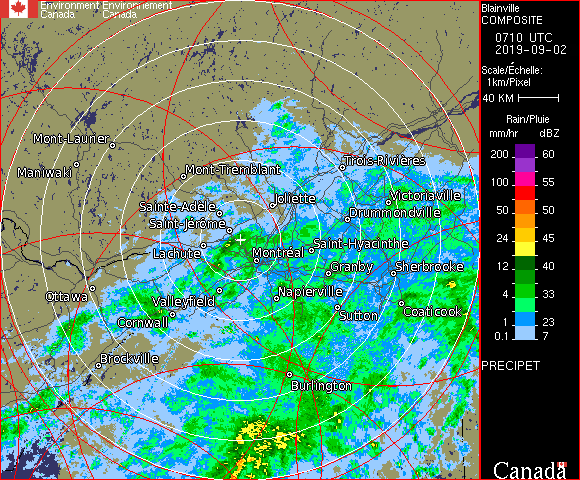 Environment Environnement
Canada Canada
Blainville
COMPOSITE
0710 UTC
2019-09-02
Scale/Échelle:
1km/Pixel
40 KM
Rain/Pluie
mm/hr dBZ
200 60
100 55
50 50
24 45
12 40
4 33
1 23
0.1 7
PRECIPET
Canada
Mont-Laurier
Maniwaki
Mont-Tremblant
Trois-Rivières
Joliette
Victoriaville
Sainte-Adèle
Drummondville
Saint-Jérôme
Lachute
Montréal
Saint-Hyacinthe
Granby
Sherbrooke
Ottawa
Valleyfield
Napierville
Cornwall
Sutton
Coaticook
Brockville
Burlington